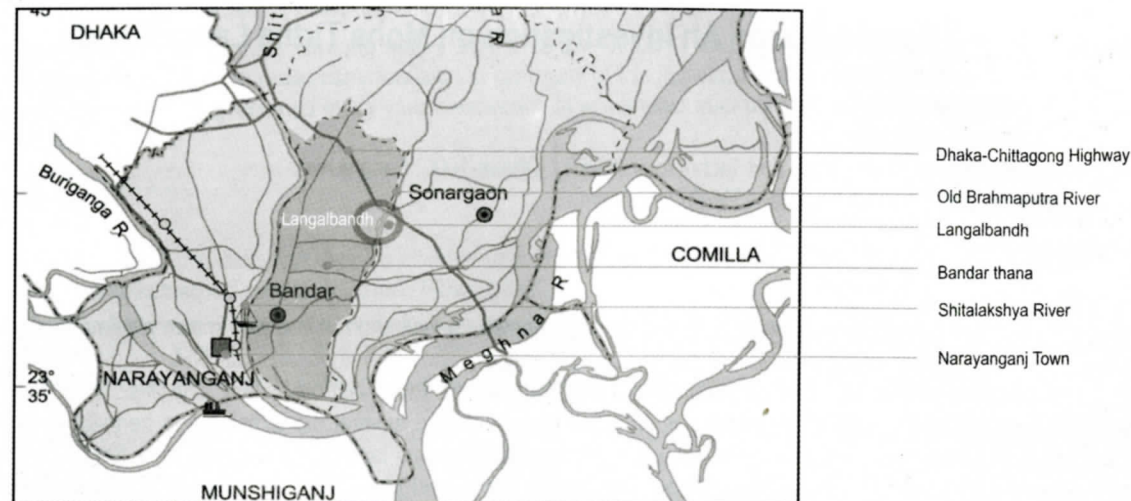 45'
DHAKA
Shit
R
Buriganga R
Sonargaon
Langalbandh
COMILLA
Bandar
Meghna R
23°
35'
NARAYANGANJ
MUNSHIGANJ
Dhaka-Chittagong Highway
Old Brahmaputra River
Langalbandh
Bandar thana
Shitalakshya River
Narayanganj Town